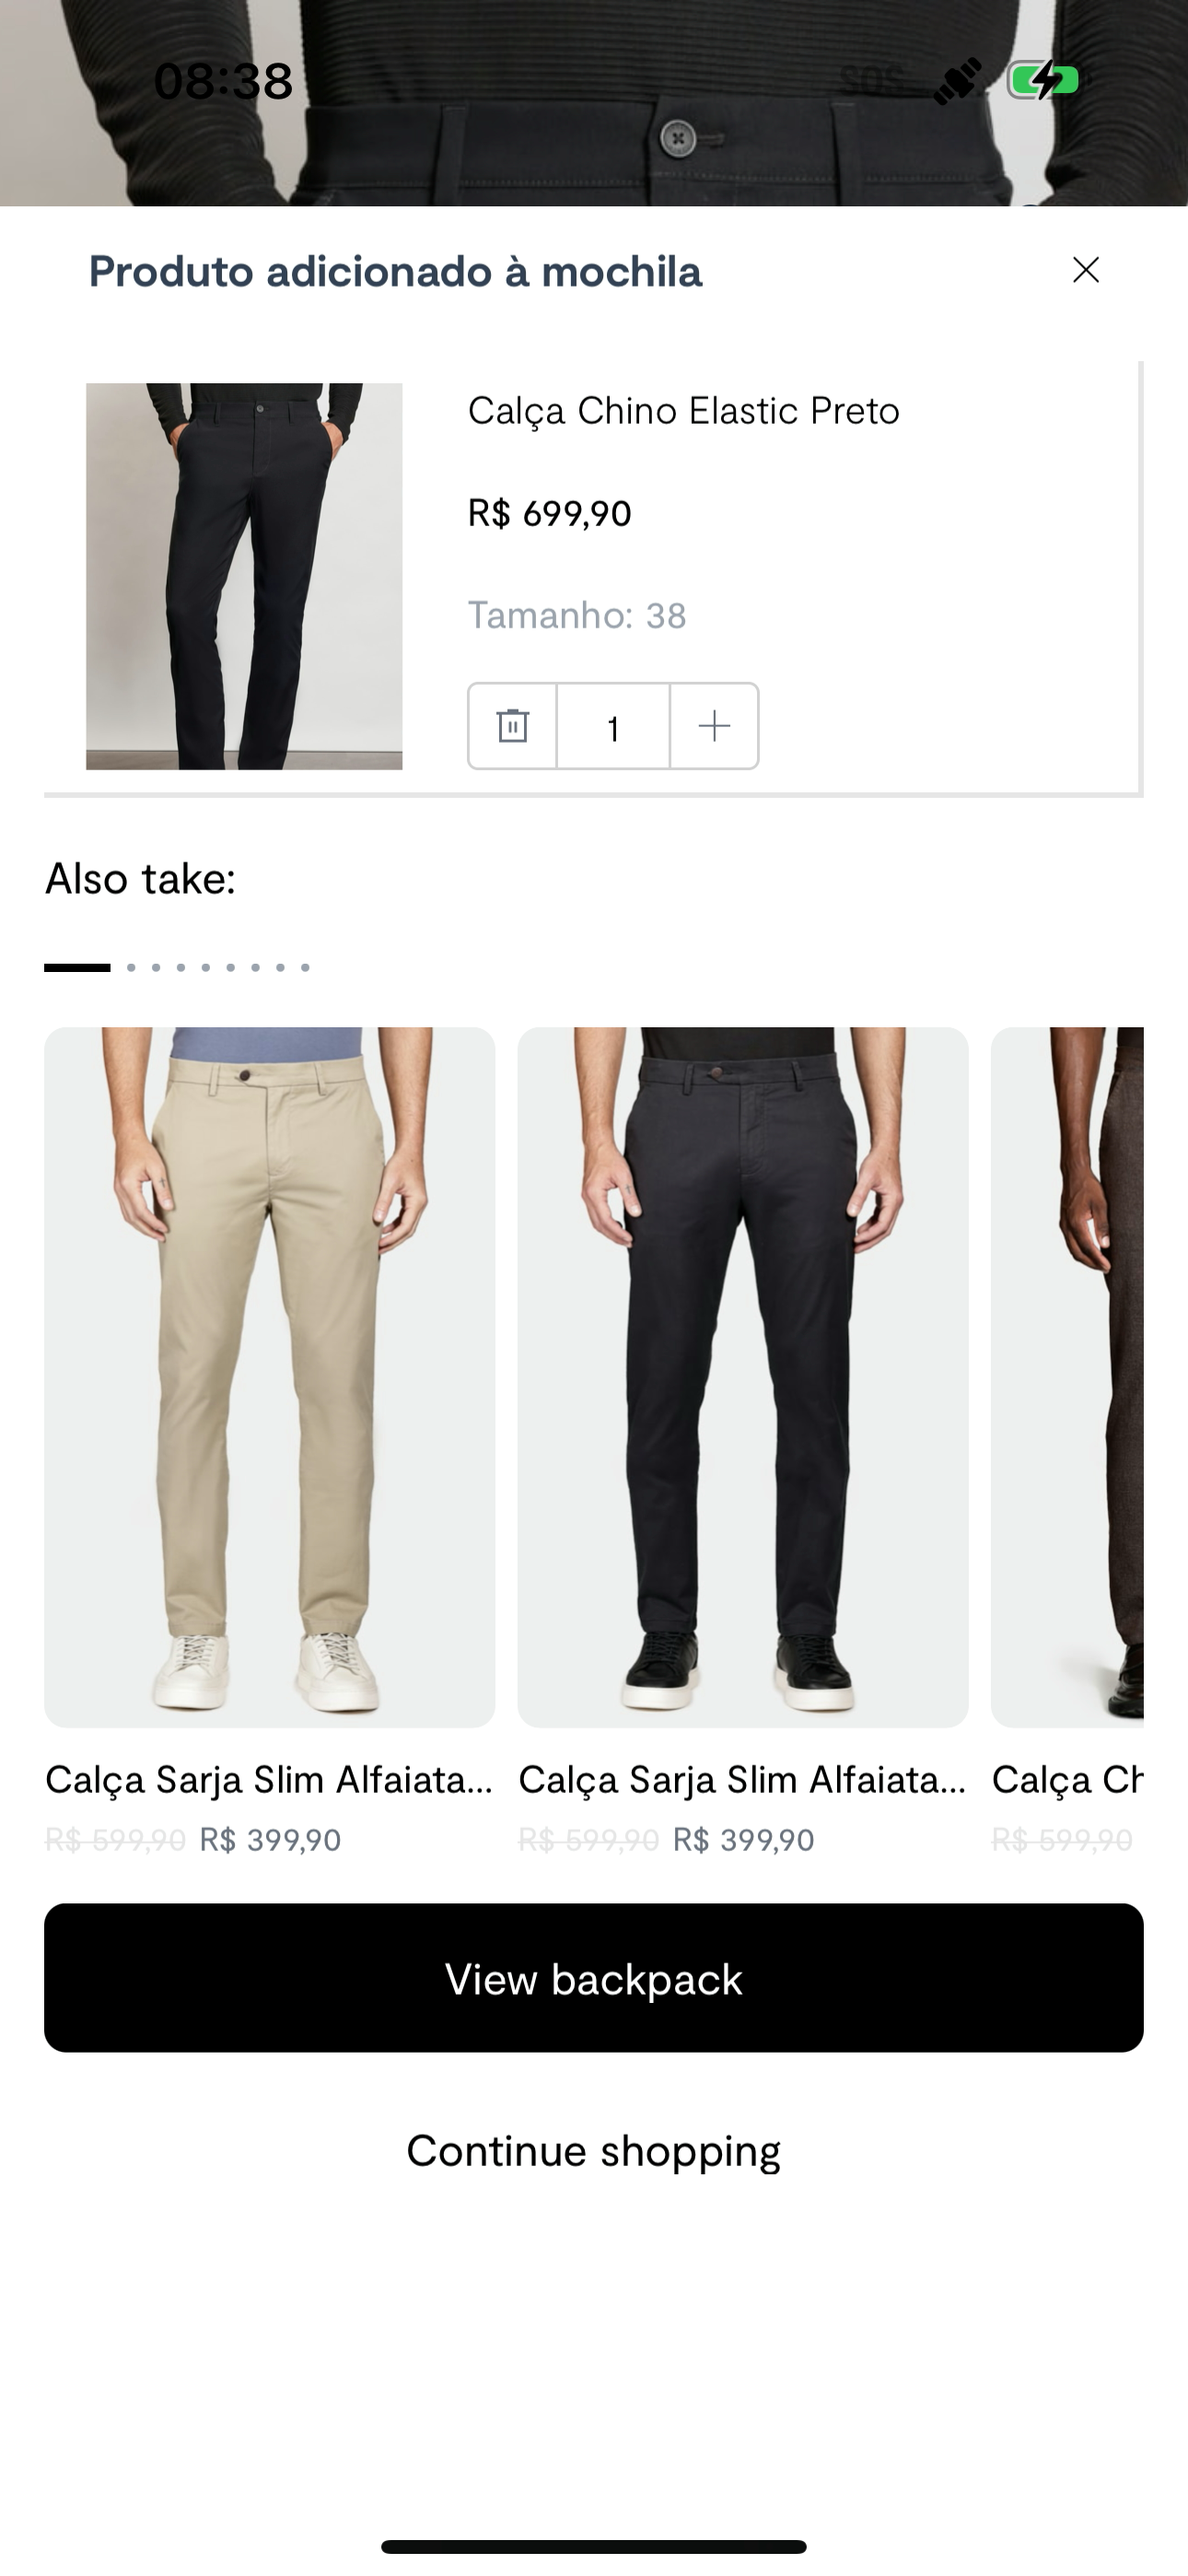 08:38
SOS
Produto adicionado à mochila
Calça Chino Elastic Preto
R$ 699,90
Tamanho: 38
1
Also take:
Calça Sarja Slim Alfaiata... Calça Sarja Slim Alfaiata... Calça Ch
R$ 599,90 R$ 399,90 R$ 599,90 R$ 399,90 R$ 599,90
View backpack
Continue shopping